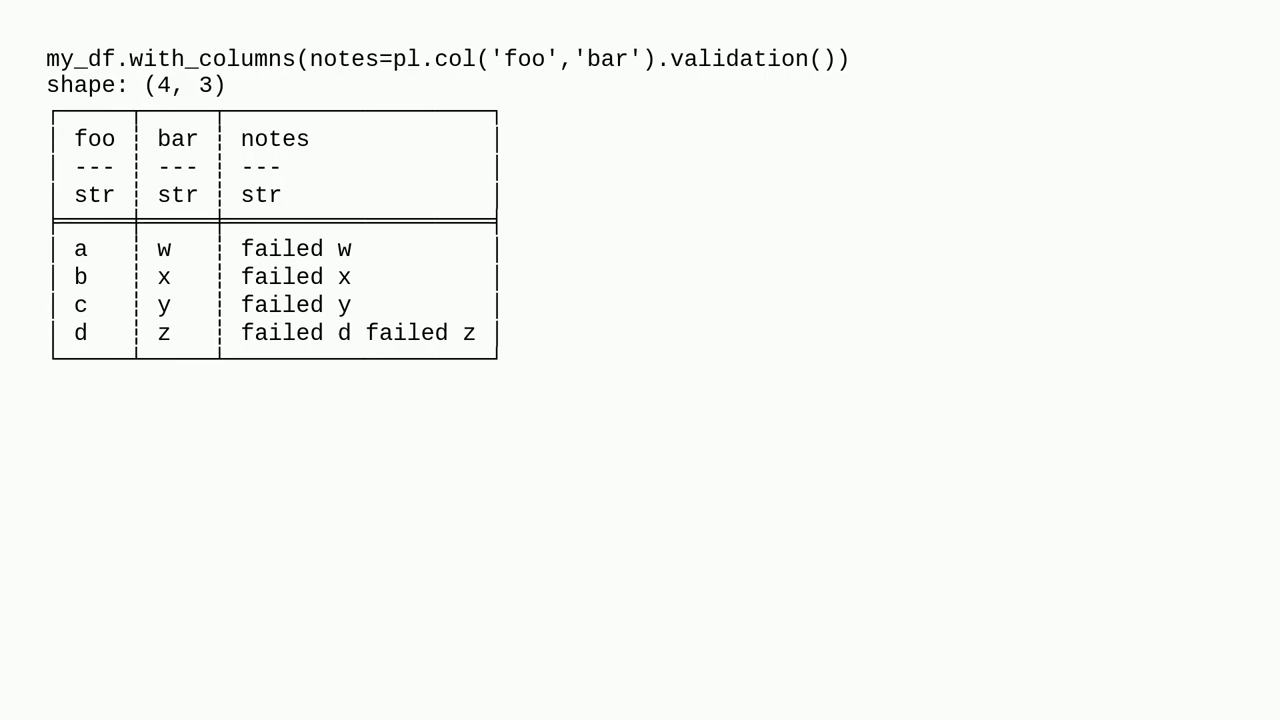 my_df.with_columns(notes=pl.col('foo','bar').validation())
shape: (4, 3)
foo bar notes
--- --- ---
str str str
a w failed w
b x failed x
c y failed y
d z failed d failed z